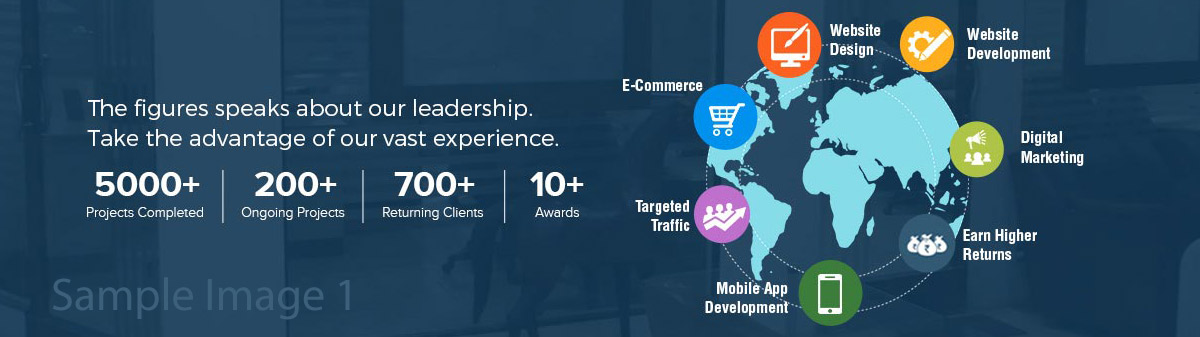 The figures speaks about our leadership.
Take the advantage of our vast experience.
5000+
Projects Completed
200+
Ongoing Projects
700+
Returning Clients
10+
Awards
Sample Image 1
Website
Design
Website
Development
E-Commerce
Digital
Marketing
Targeted
Traffic
Earn Higher
Returns
Mobile App
Development